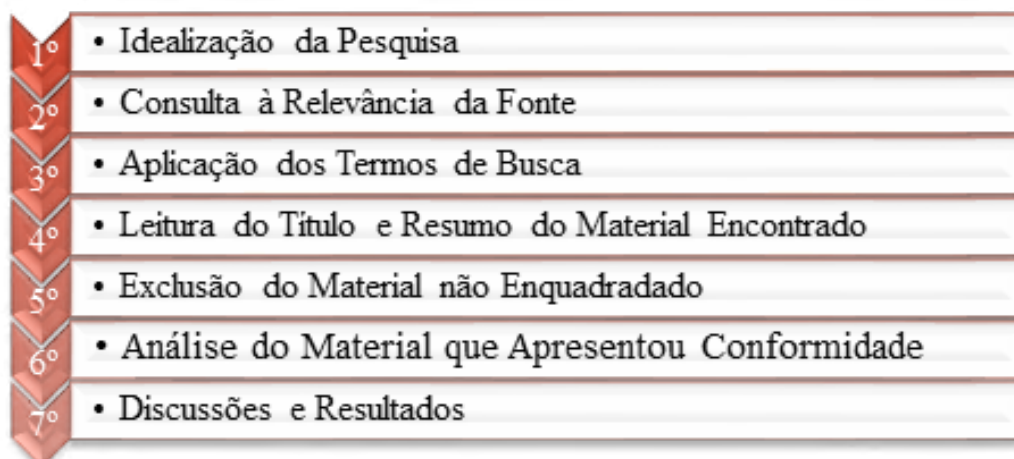 1º • Idealização da Pesquisa
2º • Consulta à Relevância da Fonte
3º • Aplicação dos Termos de Busca
4º • Leitura do Título e Resumo do Material Encontrado
5º • Exclusão do Material não Enquadradado
6º • Análise do Material que Apresentou Conformidade
7º • Discussões e Resultados